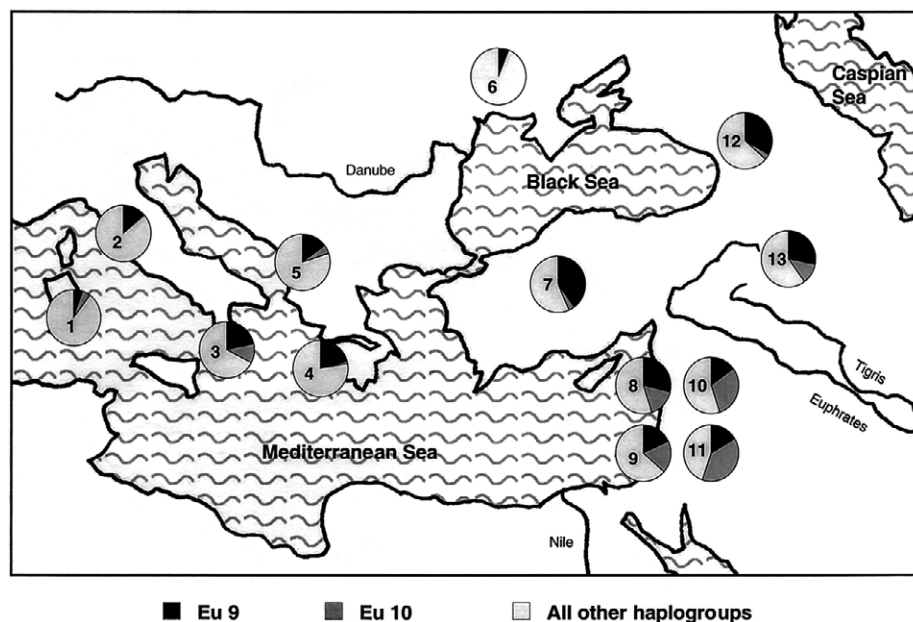 Caspian
Sea
6
12
Danube
Black Sea
2
5
7
13
1
3
4
8
10
Tigris
Euphrates
Mediterranean Sea
9
11
Nile
Eu 9
Eu 10
All other haplogroups